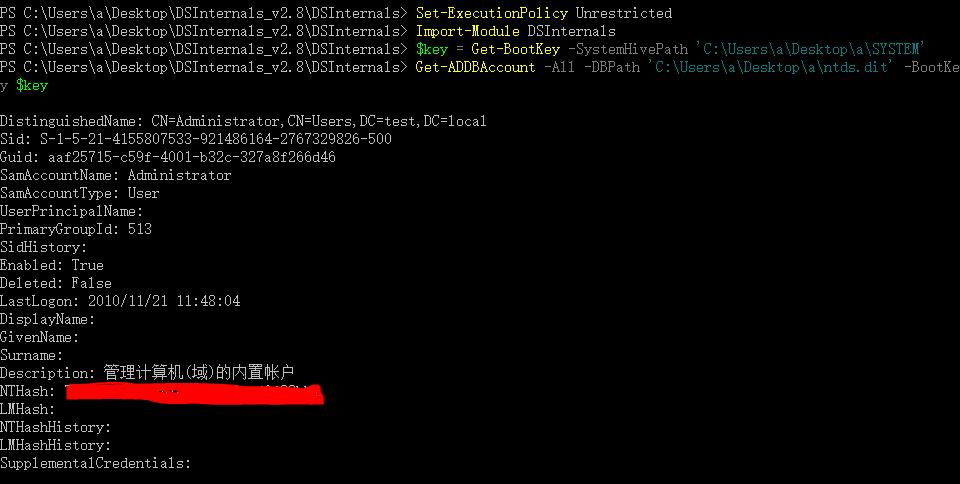 PS C:\Users\a\Desktop\DSInternals_v2.8\DSInternals> Set-ExecutionPolicy Unrestricted
PS C:\Users\a\Desktop\DSInternals_v2.8\DSInternals> Import-Module DSInternals
PS C:\Users\a\Desktop\DSInternals_v2.8\DSInternals> $key = Get-BootKey -SystemHivePath 'C:\Users\a\Desktop\a\SYSTEM'
PS C:\Users\a\Desktop\DSInternals_v2.8\DSInternals> Get-ADDBAccount -All -DBPath 'C:\Users\a\Desktop\a\ntds.dit' -BootKe
y $key
DistinguishedName: CN=Administrator,CN=Users,DC=test,DC=local
Sid: S-1-5-21-4155807533-921486164-2767329826-500
Guid: aaf25715-c59f-4001-b32c-327a8f266d46
SamAccountName: Administrator
SamAccountType: User
UserPrincipalName:
PrimaryGroupId: 513
SidHistory:
Enabled: True
Deleted: False
LastLogon: 2010/11/21 11:48:04
DisplayName:
GivenName:
Surname:
Description: 管理计算机(域)的内置帐户
NTHash:
LMHash:
NTHashHistory:
LMHashHistory:
SupplementalCredentials: